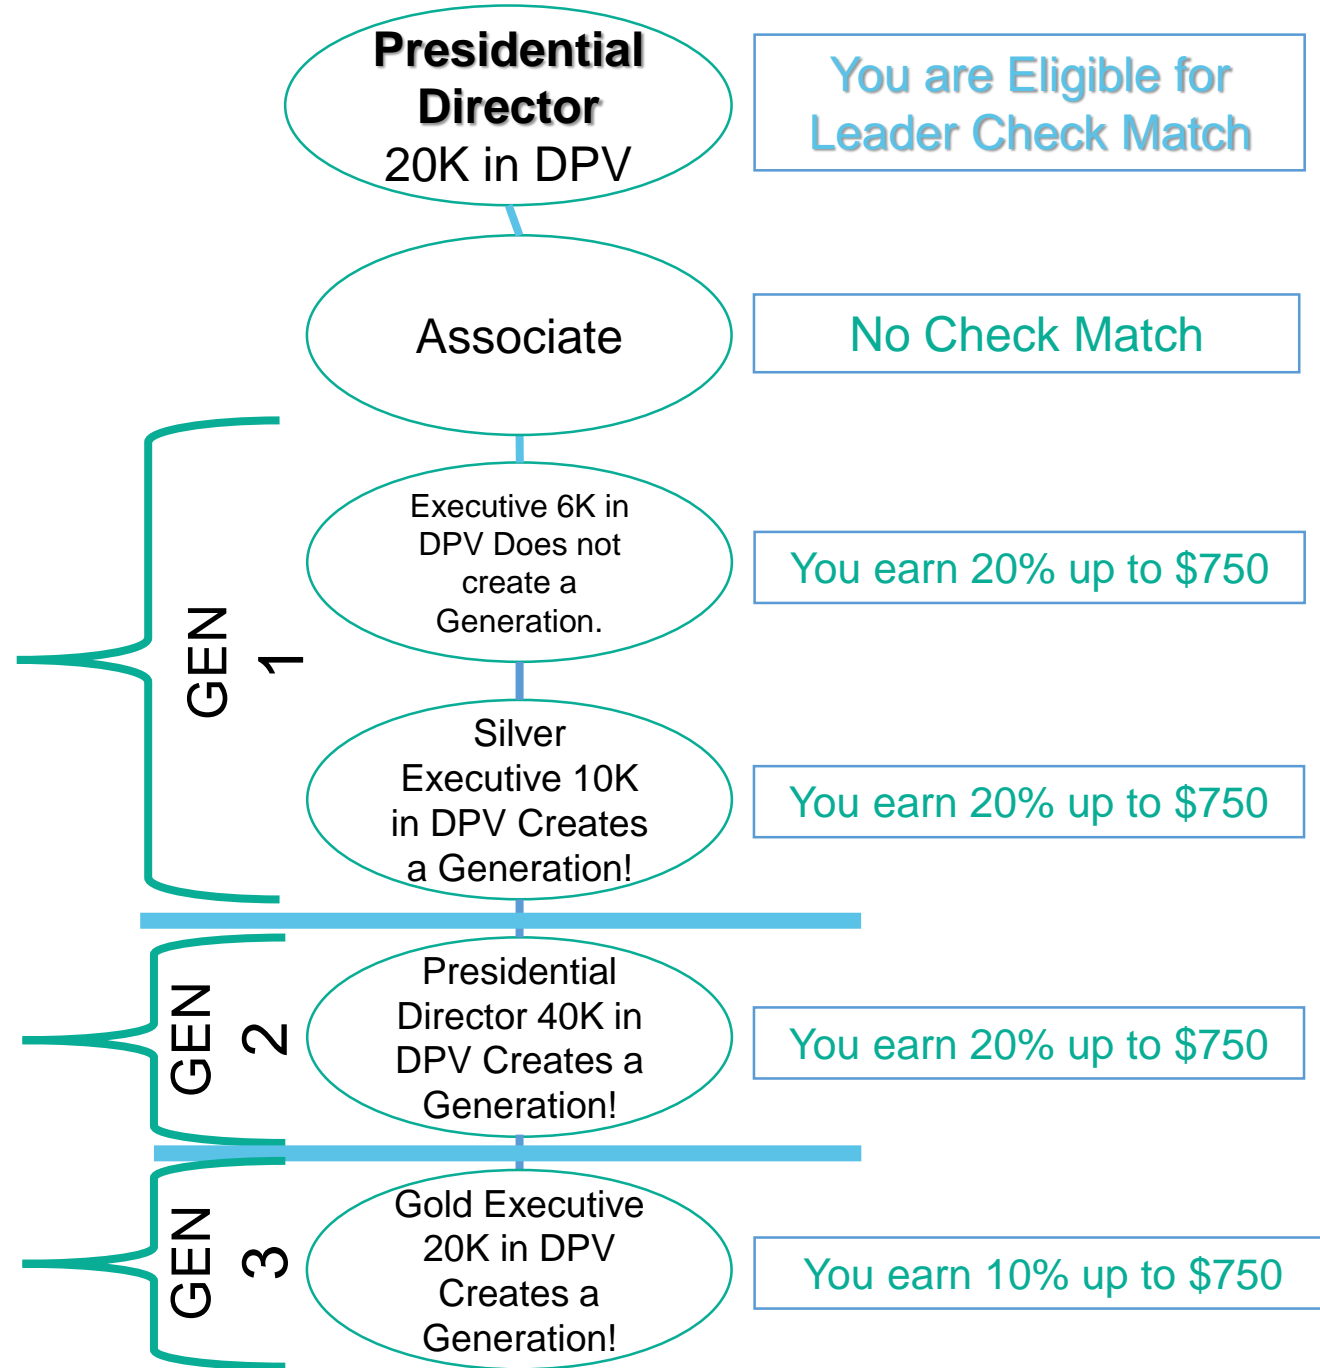 Presidential
Director
20K in DPV
You are Eligible for
Leader Check Match
Associate
No Check Match
GEN
1
Executive 6K in
DPV Does not
create a
Generation.
You earn 20% up to $750
Silver
Executive 10K
in DPV Creates
a Generation!
You earn 20% up to $750
GEN
2
Presidential
Director 40K in
DPV Creates a
Generation!
You earn 20% up to $750
GEN
3
Gold Executive
20K in DPV
Creates a
Generation!
You earn 10% up to $750